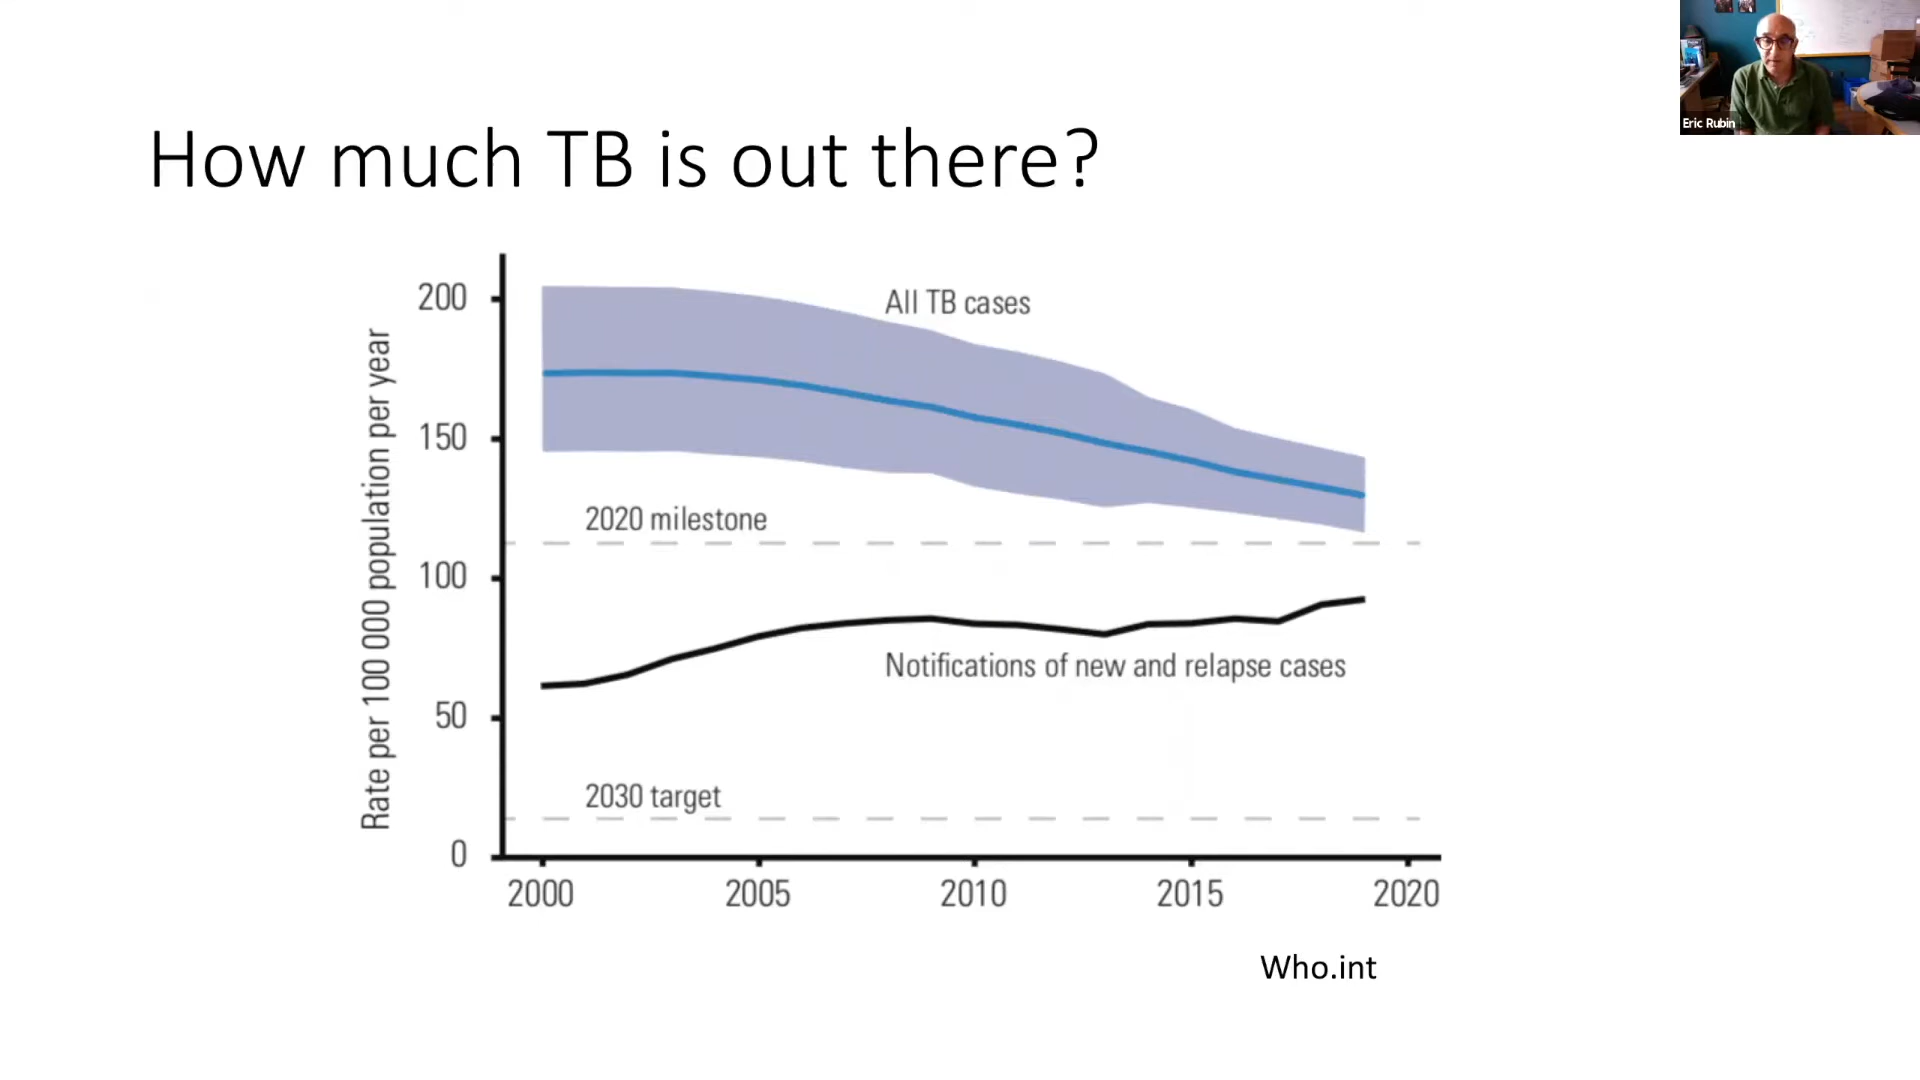 Eric Rubin
How much TB is out there?
Rate per 100 000 population per year
200
150
100
50
0
All TB cases
2020 milestone
Notifications of new and relapse cases
2030 target
2000 2005 2010 2015 2020
Who.int